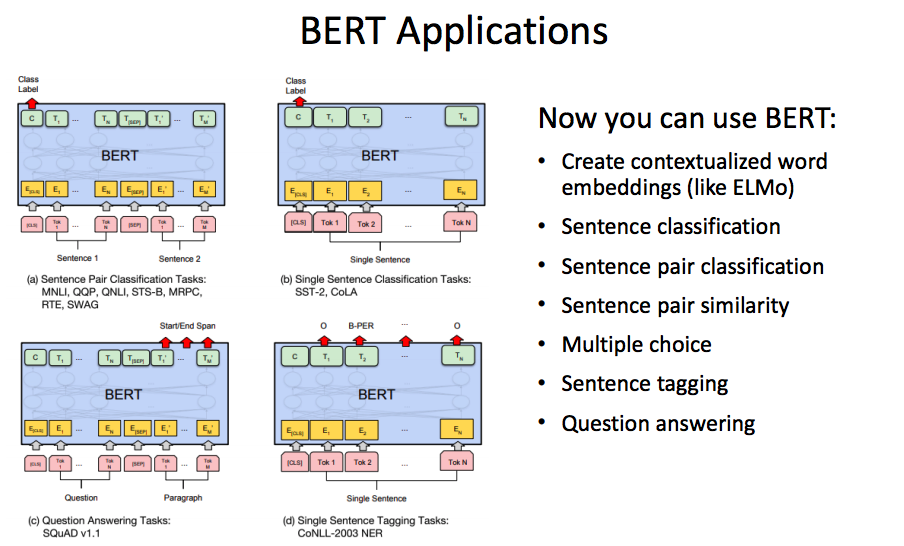 BERT Applications
Class
Label
C T1 ... TN T[SEP] T1' ... TM'
BERT
E[CLS] E1 ... EN E[SEP] E1' ... EM'
[CLS] Tok 1 ... Tok N [SEP] Tok 1 ... Tok M
Sentence 1 Sentence 2
(a) Sentence Pair Classification Tasks:
MNLI, QQP, QNLI, STS-B, MRPC,
RTE, SWAG
Class
Label
C T1 T2 ... TN
BERT
E[CLS] E1 E2 ... EN
[CLS] Tok 1 Tok 2 ... Tok N
Single Sentence
(b) Single Sentence Classification Tasks:
SST-2, CoLA
Start/End Span
C T1 ... TN T[SEP] T1' ... TM'
BERT
E[CLS] E1 ... EN E[SEP] E1' ... EM'
[CLS] Tok 1 ... Tok N [SEP] Tok 1 ... Tok M
Question Paragraph
(c) Question Answering Tasks:
SQuAD v1.1
O B-PER ... O
C T1 T2 ... TN
BERT
E[CLS] E1 E2 ... EN
[CLS] Tok 1 Tok 2 ... Tok N
Single Sentence
(d) Single Sentence Tagging Tasks:
CoNLL-2003 NER
Now you can use BERT:
• Create contextualized word
embeddings (like ELMo)
• Sentence classification
• Sentence pair classification
• Sentence pair similarity
• Multiple choice
• Sentence tagging
• Question answering